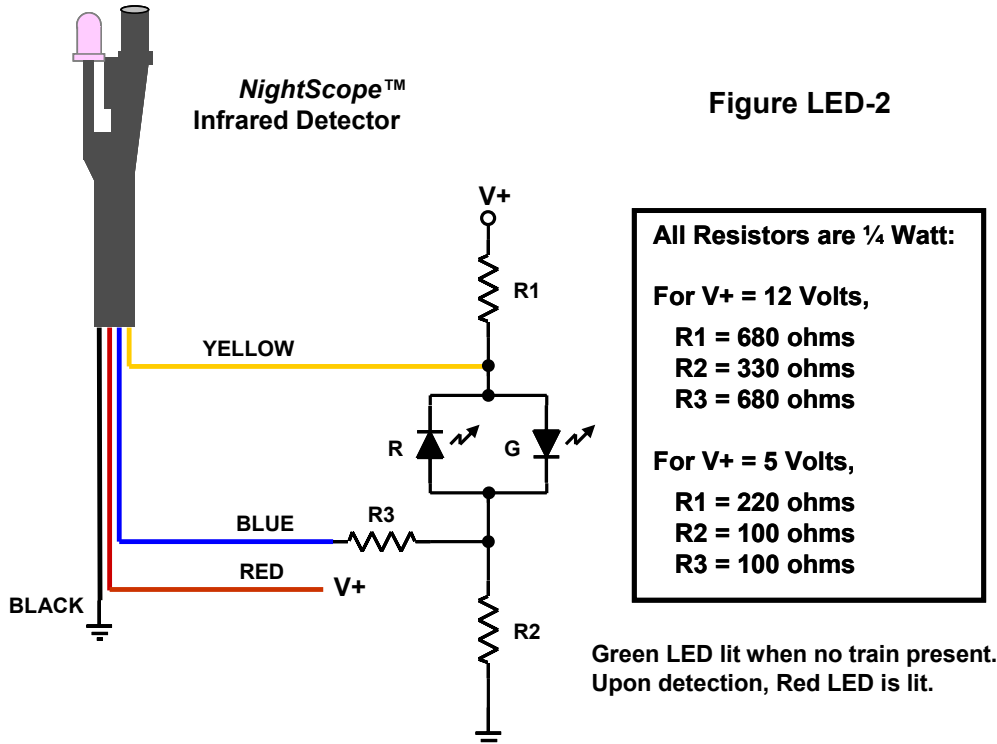 NightScope™
Infrared Detector
Figure LED-2
V+
R1
YELLOW
R
G
BLUE
R3
RED
V+
BLACK
R2
All Resistors are ¼ Watt:
For V+ = 12 Volts,
R1 = 680 ohms
R2 = 330 ohms
R3 = 680 ohms
For V+ = 5 Volts,
R1 = 220 ohms
R2 = 100 ohms
R3 = 100 ohms
Green LED lit when no train present.
Upon detection, Red LED is lit.